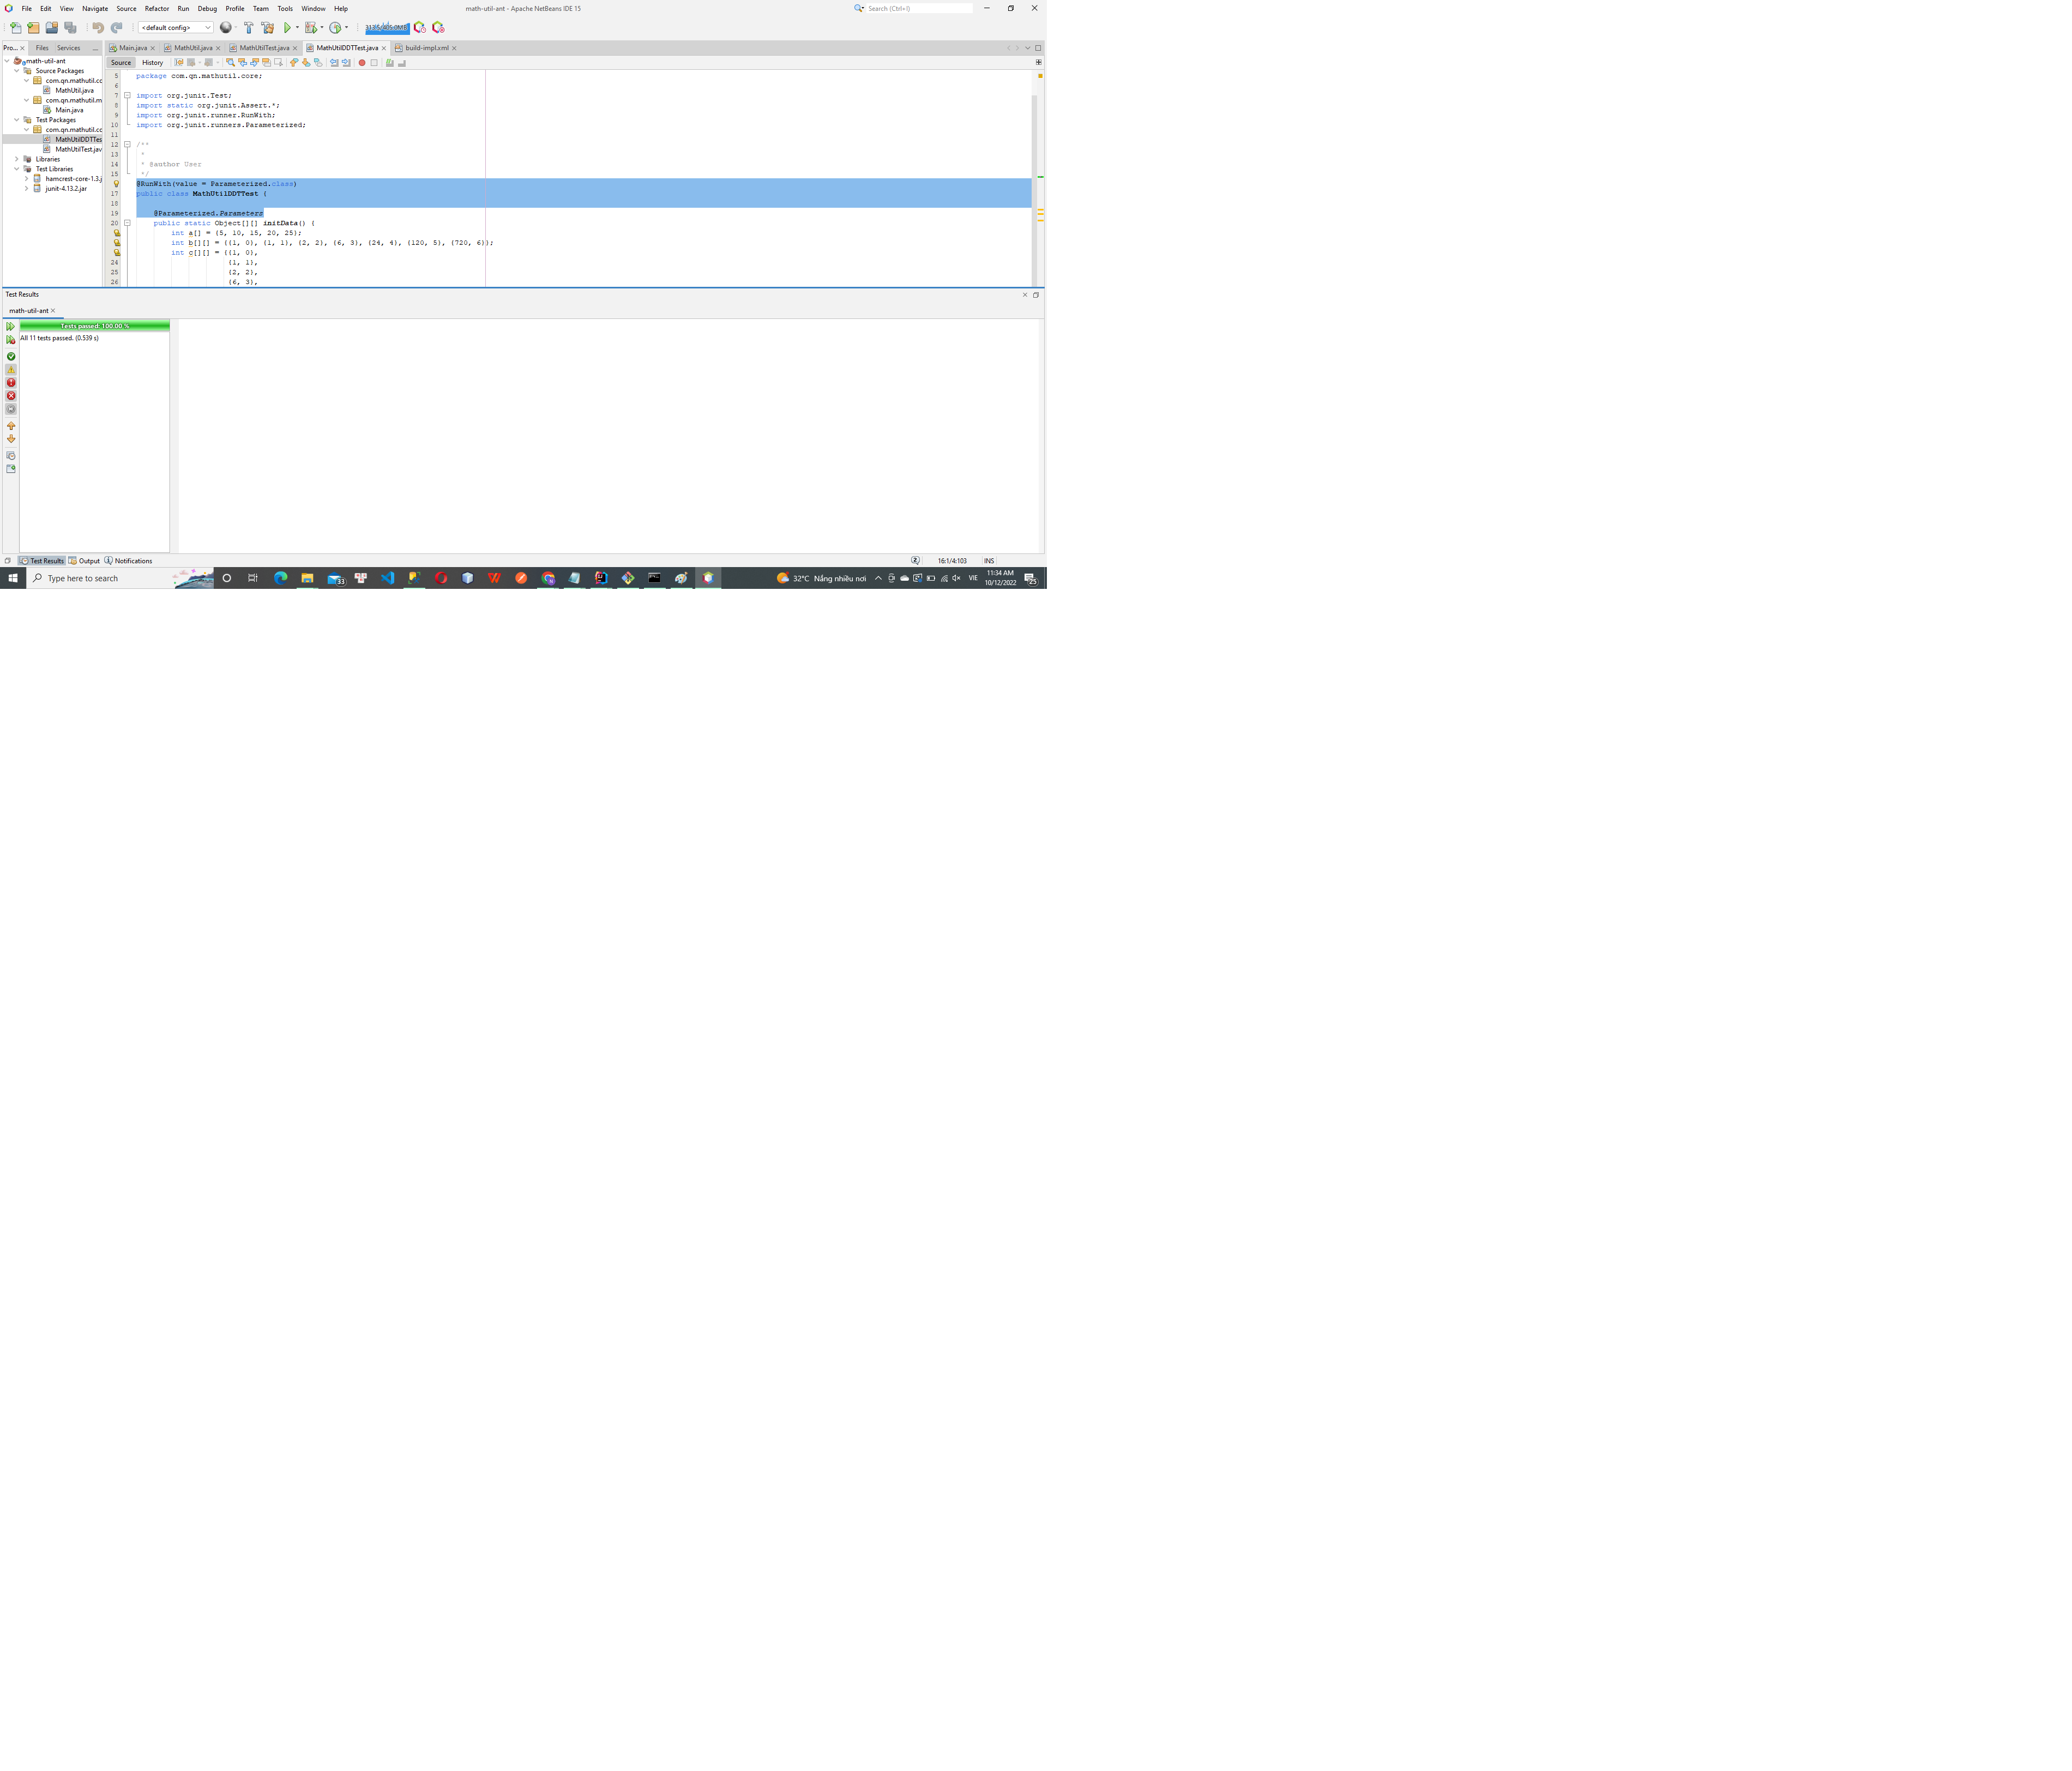 File Edit View Navigate Source Refactor Run Debug Profile Team Tools Window Help
math-util-ant - Apache NetBeans IDE 15
Search (Ctrl+I)
<default config>
Pro... Files Services ...
Main.java MathUtil.java MathUtilTest.java MathUtilDDTTest.java build-impl.xml
Source History
math-util-ant
Source Packages
com.qn.mathutil.cc
MathUtil.java
com.qn.mathutil.m
Main.java
Test Packages
com.qn.mathutil.cc
MathUtilDDTTes
MathUtilTest.jav
Libraries
Test Libraries
hamcrest-core-1.3.j
junit-4.13.2.jar
5 package com.qn.mathutil.core;
6
7 import org.junit.Test;
8 import static org.junit.Assert.*;
9 import org.junit.runner.RunWith;
10 import org.junit.runners.Parameterized;
11
12 /**
13 *
14 * @author User
15 */
@RunWith(value = Parameterized.class)
17 public class MathUtilDDTTest {
18
19 @Parameterized.Parameters
20 public static Object[][] initData() {
int a[] = {5, 10, 15, 20, 25};
int b[][] = {{1, 0}, {1, 1}, {2, 2}, {6, 3}, {24, 4}, {120, 5}, {720, 6}};
int c[][] = {{1, 0},
24 {1, 1},
25 {2, 2},
26 {6, 3},
Test Results
math-util-ant
Tests passed: 100.00 %
All 11 tests passed. (0.539 s)
Test Results Output Notifications
16:1/4:103 INS
Type here to search
33
32°C Nắng nhiều nơi
VIE
11:34 AM
10/12/2022
25